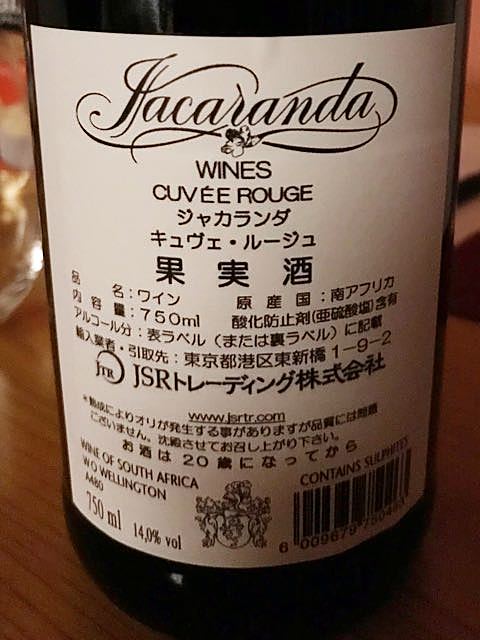 Jacaranda
WINES
CUVÉE ROUGE
ジャカランダ
キュヴェ・ルージュ
果実酒
品名：ワイン 原産国：南アフリカ
内容量：750ml 酸化防止剤(亜硫酸塩)含有
アルコール分：表ラベル（または裏ラベル）に記載
輸入業者・引取先：東京都港区東新橋1-9-2
JTR JSRトレーディング株式会社
www.jsrtr.com
*熟成によりオリが発生する事がありますが品質には問題
ございません。沈殿させてお召し上がり下さい。
お酒は20歳になってから
WINE OF SOUTH AFRICA
WO WELLINGTON
A480
750 ml 14,0% vol
CONTAINS SULPHITES
6 009679